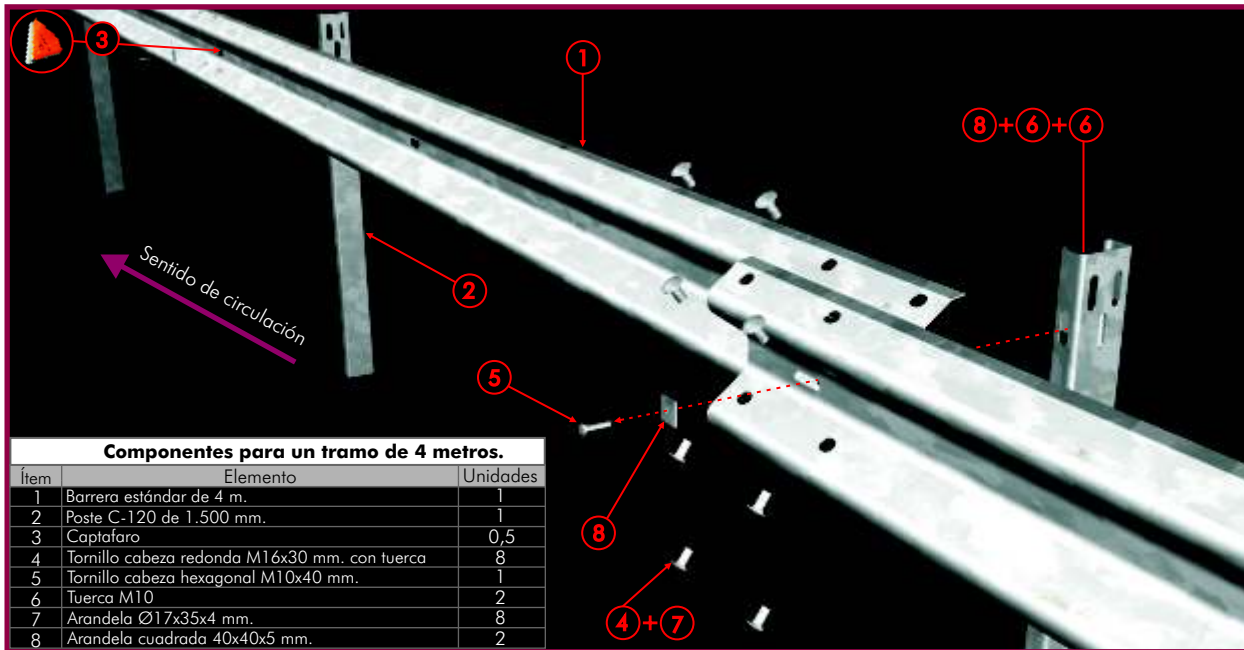 3
1
8+6+6
2
Sentido de circulación
5
8
4+7
Componentes para un tramo de 4 metros.
Ítem Elemento Unidades
1 Barrera estándar de 4 m. 1
2 Poste C-120 de 1.500 mm. 1
3 Captafaro 0,5
4 Tornillo cabeza redonda M16x30 mm. con tuerca 8
5 Tornillo cabeza hexagonal M10x40 mm. 1
6 Tuerca M10 2
7 Arandela Ø17x35x4 mm. 8
8 Arandela cuadrada 40x40x5 mm. 2